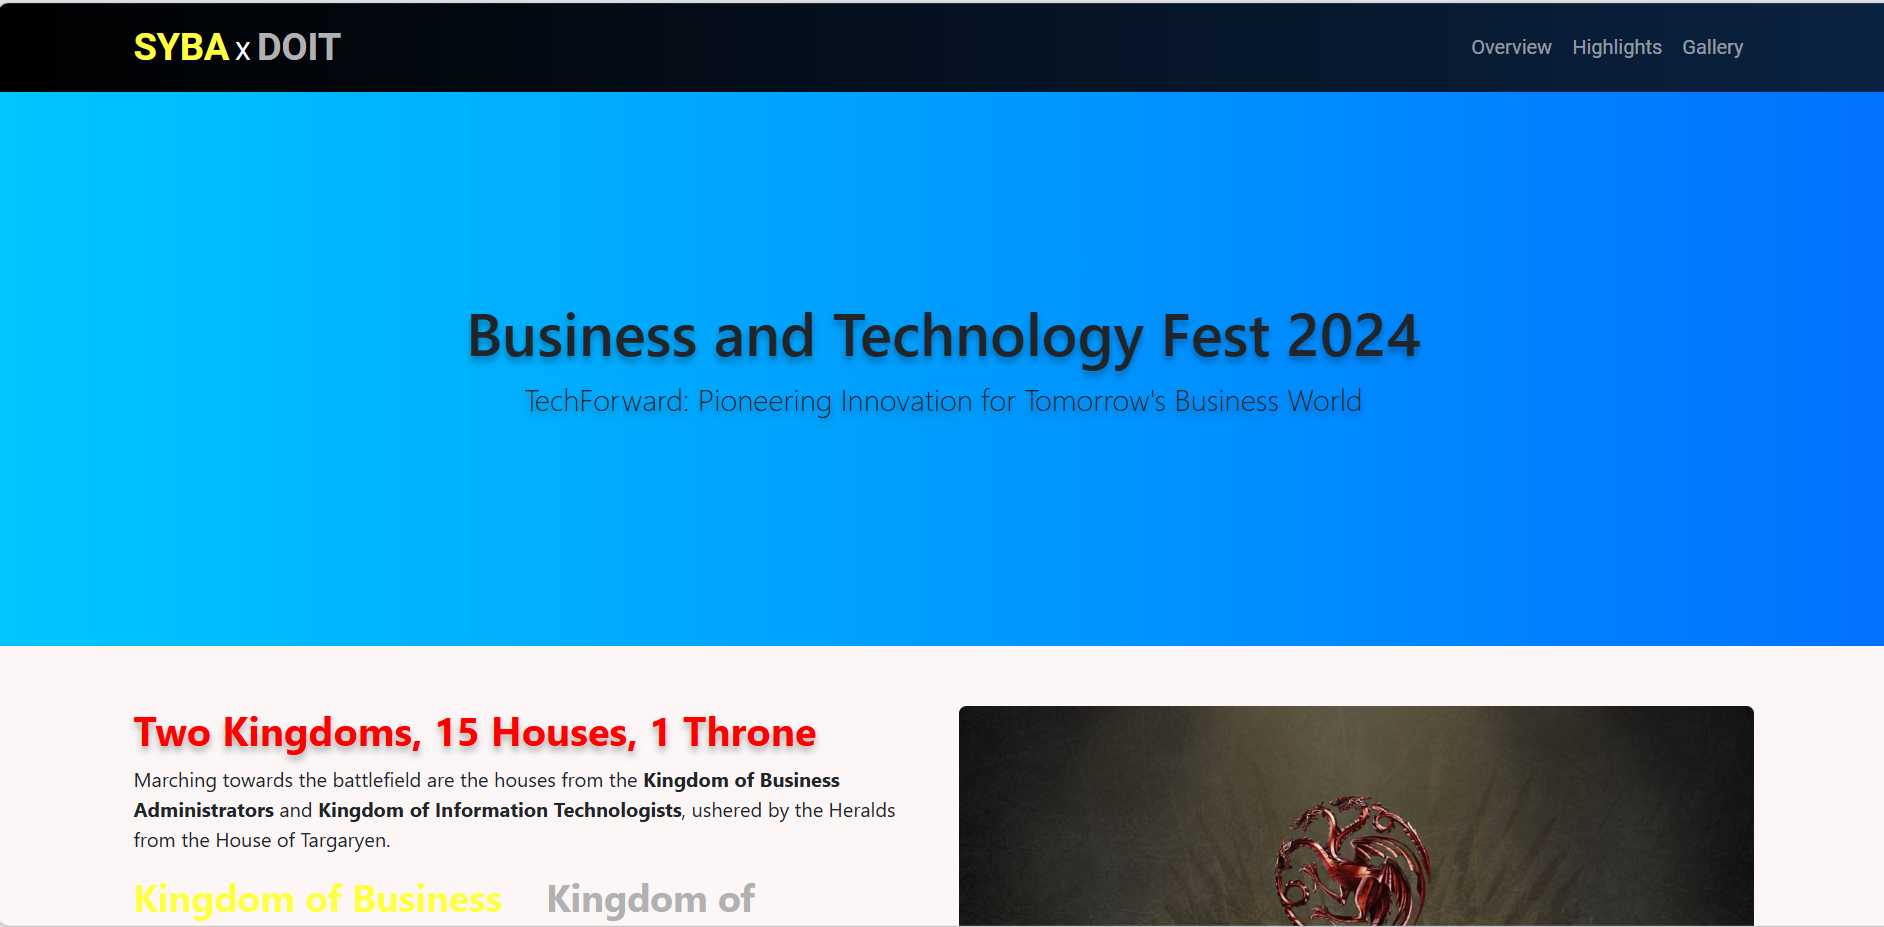 SYBA x DOIT
Overview Highlights Gallery
Business and Technology Fest 2024
TechForward: Pioneering Innovation for Tomorrow's Business World
Two Kingdoms, 15 Houses, 1 Throne
Marching towards the battlefield are the houses from the Kingdom of Business
Administrators and Kingdom of Information Technologists, ushered by the Heralds
from the House of Targaryen.
Kingdom of Business
Kingdom of